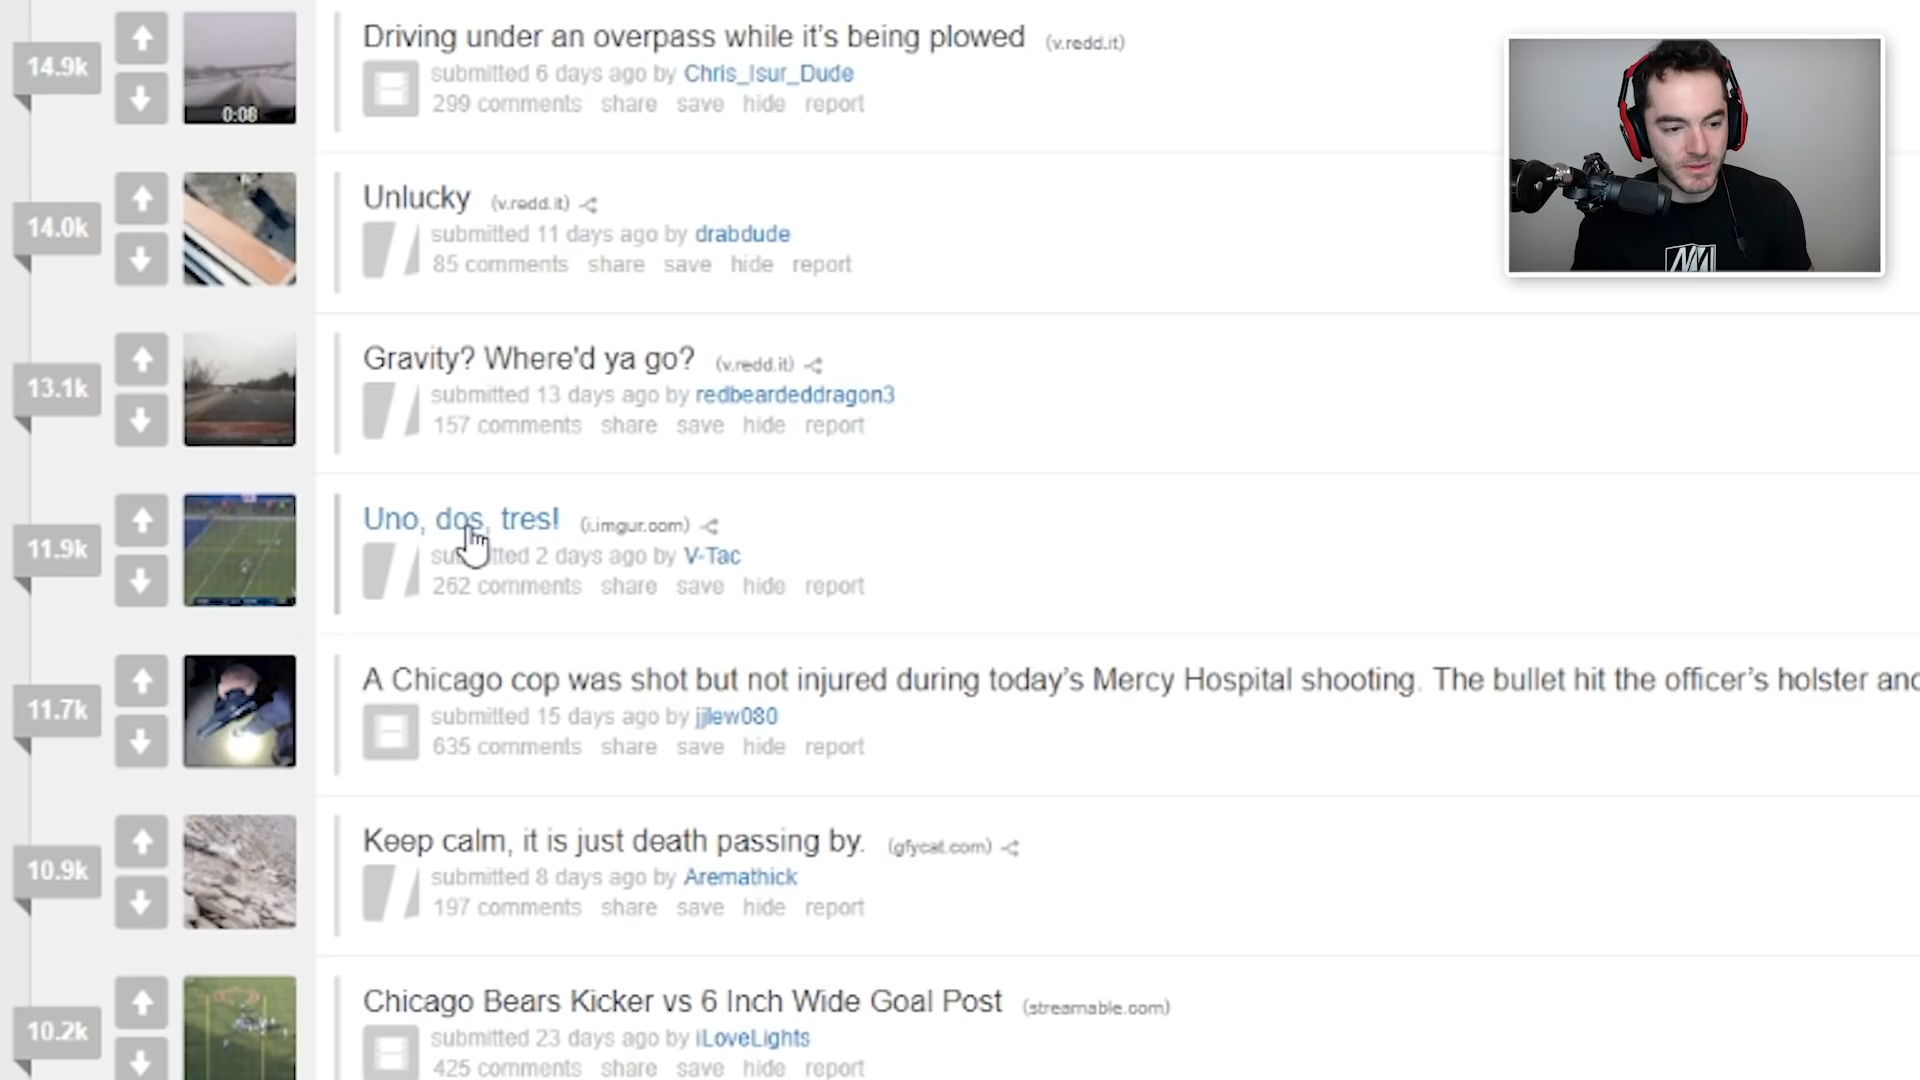 14.9k
0:08
Driving under an overpass while it's being plowed (v.redd.it)
submitted 6 days ago by Chris_Isur_Dude
299 comments share save hide report
14.0k
Unlucky (v.redd.it)
submitted 11 days ago by drabdude
85 comments share save hide report
13.1k
Gravity? Where'd ya go? (v.redd.it)
submitted 13 days ago by redbeardeddragon3
157 comments share save hide report
11.9k
Uno, dos, tres! (i.imgur.com)
submitted 2 days ago by V-Tac
262 comments share save hide report
11.7k
A Chicago cop was shot but not injured during today's Mercy Hospital shooting. The bullet hit the officer's holster and
submitted 15 days ago by jjlew080
635 comments share save hide report
10.9k
Keep calm, it is just death passing by. (gfycat.com)
submitted 8 days ago by Aremathick
197 comments share save hide report
10.2k
Chicago Bears Kicker vs 6 Inch Wide Goal Post (streamable.com)
submitted 23 days ago by iLoveLights
425 comments share save hide report